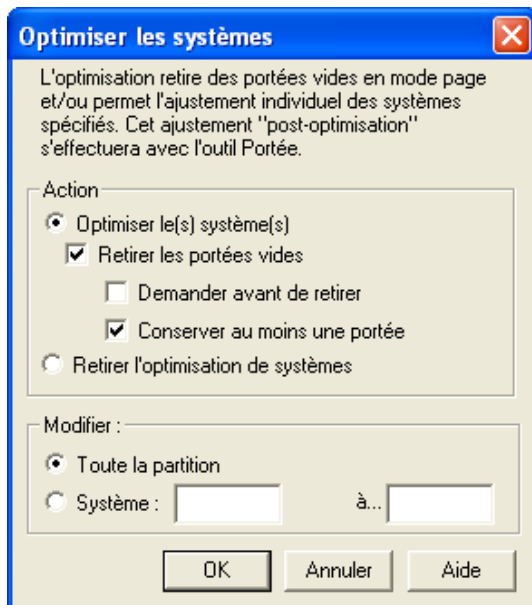 Optimiser les systèmes
L'optimisation retire des portées vides en mode page
et/ou permet l'ajustement individuel des systèmes
spécifiés. Cet ajustement "post-optimisation"
s'effectuera avec l'outil Portée.
Action
Optimiser le(s) système(s)
Retirer les portées vides
Demander avant de retirer
Conserver au moins une portée
Retirer l'optimisation de systèmes
Modifier :
Toute la partition
Système : à...
OK Annuler Aide